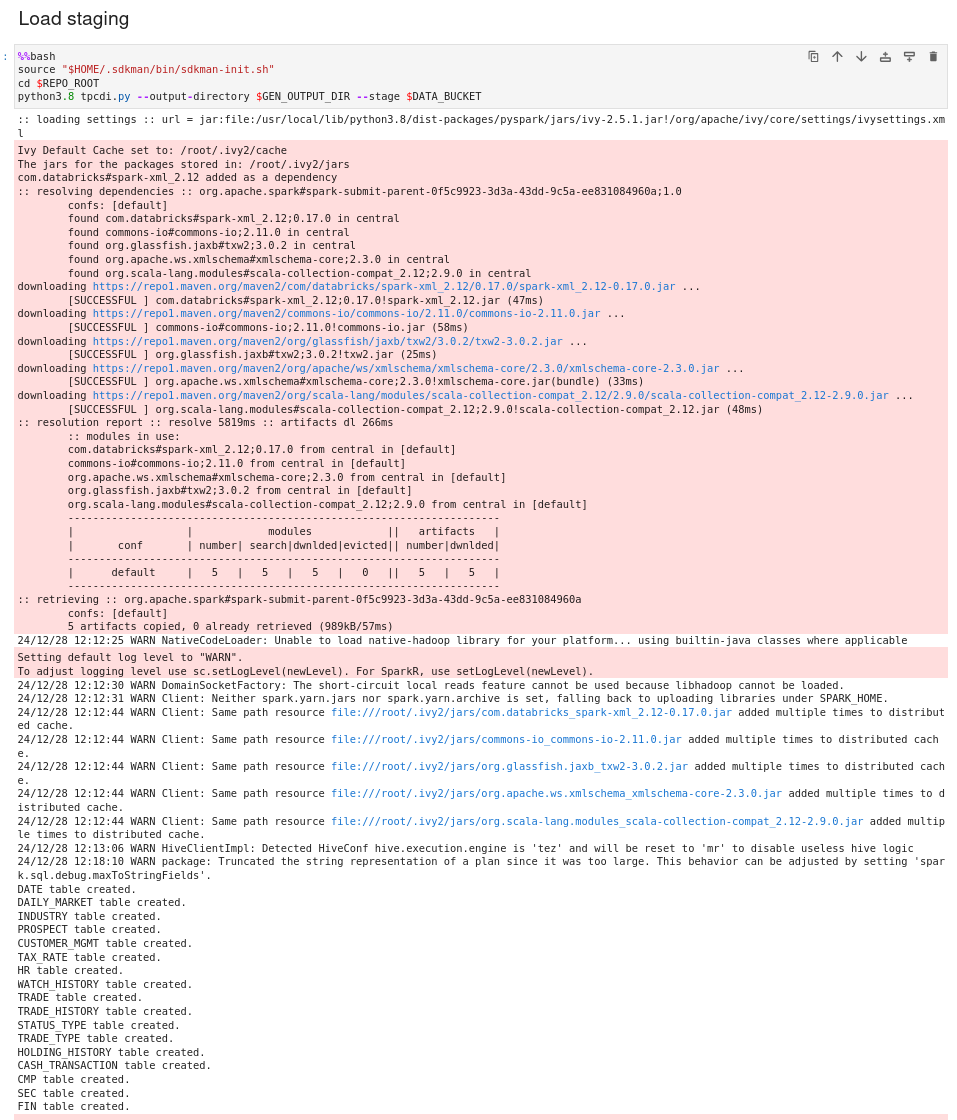 Load staging
:
%%bash
source "$HOME/.sdkman/bin/sdkman-init.sh"
cd $REPO_ROOT
python3.8 tpcdi.py --output-directory $GEN_OUTPUT_DIR --stage $DATA_BUCKET
:: loading settings :: url = jar:file:/usr/local/lib/python3.8/dist-packages/pyspark/jars/ivy-2.5.1.jar!/org/apache/ivy/core/settings/ivysettings.xm
l
Ivy Default Cache set to: /root/.ivy2/cache
The jars for the packages stored in: /root/.ivy2/jars
com.databricks#spark-xml_2.12 added as a dependency
:: resolving dependencies :: org.apache.spark#spark-submit-parent-0f5c9923-3d3a-43dd-9c5a-ee831084960a;1.0
        confs: [default]
        found com.databricks#spark-xml_2.12;0.17.0 in central
        found commons-io#commons-io;2.11.0 in central
        found org.glassfish.jaxb#txw2;3.0.2 in central
        found org.apache.ws.xmlschema#xmlschema-core;2.3.0 in central
        found org.scala-lang.modules#scala-collection-compat_2.12;2.9.0 in central
downloading https://repo1.maven.org/maven2/com/databricks/spark-xml_2.12/0.17.0/spark-xml_2.12-0.17.0.jar ...
        [SUCCESSFUL ] com.databricks#spark-xml_2.12;0.17.0!spark-xml_2.12.jar (47ms)
downloading https://repo1.maven.org/maven2/commons-io/commons-io/2.11.0/commons-io-2.11.0.jar ...
        [SUCCESSFUL ] commons-io#commons-io;2.11.0!commons-io.jar (58ms)
downloading https://repo1.maven.org/maven2/org/glassfish/jaxb/txw2/3.0.2/txw2-3.0.2.jar ...
        [SUCCESSFUL ] org.glassfish.jaxb#txw2;3.0.2!txw2.jar (25ms)
downloading https://repo1.maven.org/maven2/org/apache/ws/xmlschema/xmlschema-core/2.3.0/xmlschema-core-2.3.0.jar ...
        [SUCCESSFUL ] org.apache.ws.xmlschema#xmlschema-core;2.3.0!xmlschema-core.jar(bundle) (33ms)
downloading https://repo1.maven.org/maven2/org/scala-lang/modules/scala-collection-compat_2.12/2.9.0/scala-collection-compat_2.12-2.9.0.jar ...
        [SUCCESSFUL ] org.scala-lang.modules#scala-collection-compat_2.12;2.9.0!scala-collection-compat_2.12.jar (48ms)
:: resolution report :: resolve 5819ms :: artifacts dl 266ms
        :: modules in use:
        com.databricks#spark-xml_2.12;0.17.0 from central in [default]
        commons-io#commons-io;2.11.0 from central in [default]
        org.apache.ws.xmlschema#xmlschema-core;2.3.0 from central in [default]
        org.glassfish.jaxb#txw2;3.0.2 from central in [default]
        org.scala-lang.modules#scala-collection-compat_2.12;2.9.0 from central in [default]
        ---------------------------------------------------------------------
        |                  |            modules            ||   artifacts   |
        |       conf       | number| search|dwnlded|evicted|| number|dwnlded|
        ---------------------------------------------------------------------
        |      default     |   5   |   5   |   5   |   0   ||   5   |   5   |
        ---------------------------------------------------------------------
:: retrieving :: org.apache.spark#spark-submit-parent-0f5c9923-3d3a-43dd-9c5a-ee831084960a
        confs: [default]
        5 artifacts copied, 0 already retrieved (989kB/57ms)
24/12/28 12:12:25 WARN NativeCodeLoader: Unable to load native-hadoop library for your platform... using builtin-java classes where applicable
Setting default log level to "WARN".
To adjust logging level use sc.setLogLevel(newLevel). For SparkR, use setLogLevel(newLevel).
24/12/28 12:12:30 WARN DomainSocketFactory: The short-circuit local reads feature cannot be used because libhadoop cannot be loaded.
24/12/28 12:12:31 WARN Client: Neither spark.yarn.jars nor spark.yarn.archive is set, falling back to uploading libraries under SPARK_HOME.
24/12/28 12:12:44 WARN Client: Same path resource file:///root/.ivy2/jars/com.databricks_spark-xml_2.12-0.17.0.jar added multiple times to distribut
ed cache.
24/12/28 12:12:44 WARN Client: Same path resource file:///root/.ivy2/jars/commons-io_commons-io-2.11.0.jar added multiple times to distributed cach
e.
24/12/28 12:12:44 WARN Client: Same path resource file:///root/.ivy2/jars/org.glassfish.jaxb_txw2-3.0.2.jar added multiple times to distributed cach
e.
24/12/28 12:12:44 WARN Client: Same path resource file:///root/.ivy2/jars/org.apache.ws.xmlschema_xmlschema-core-2.3.0.jar added multiple times to d
istributed cache.
24/12/28 12:12:44 WARN Client: Same path resource file:///root/.ivy2/jars/org.scala-lang.modules_scala-collection-compat_2.12-2.9.0.jar added multip
le times to distributed cache.
24/12/28 12:13:06 WARN HiveClientImpl: Detected HiveConf hive.execution.engine is 'tez' and will be reset to 'mr' to disable useless hive logic
24/12/28 12:18:10 WARN package: Truncated the string representation of a plan since it was too large. This behavior can be adjusted by setting 'spar
k.sql.debug.maxToStringFields'.
DATE table created.
DAILY_MARKET table created.
INDUSTRY table created.
PROSPECT table created.
CUSTOMER_MGMT table created.
TAX_RATE table created.
HR table created.
WATCH_HISTORY table created.
TRADE table created.
TRADE_HISTORY table created.
STATUS_TYPE table created.
TRADE_TYPE table created.
HOLDING_HISTORY table created.
CASH_TRANSACTION table created.
CMP table created.
SEC table created.
FIN table created.